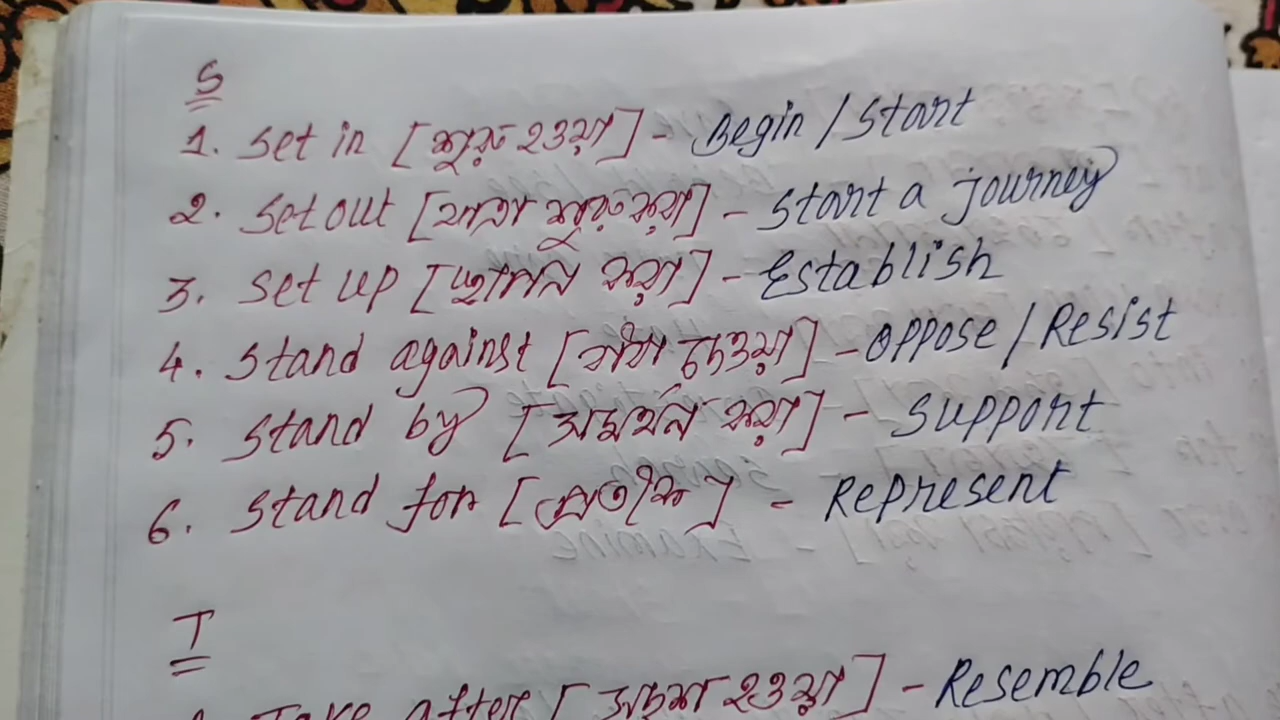 S
1. Set in [শুরু হওয়া] - Begin / Start
2. Set out [যাত্রা শুরু করা] - Start a journey
3. Set up [স্থাপন করা] - Establish
4. Stand against [বাধা দেওয়া] - Oppose / Resist
5. Stand by [সমর্থন করা] - Support
6. Stand for [] - Represent
T
Take after [হওয়া] - Resemble